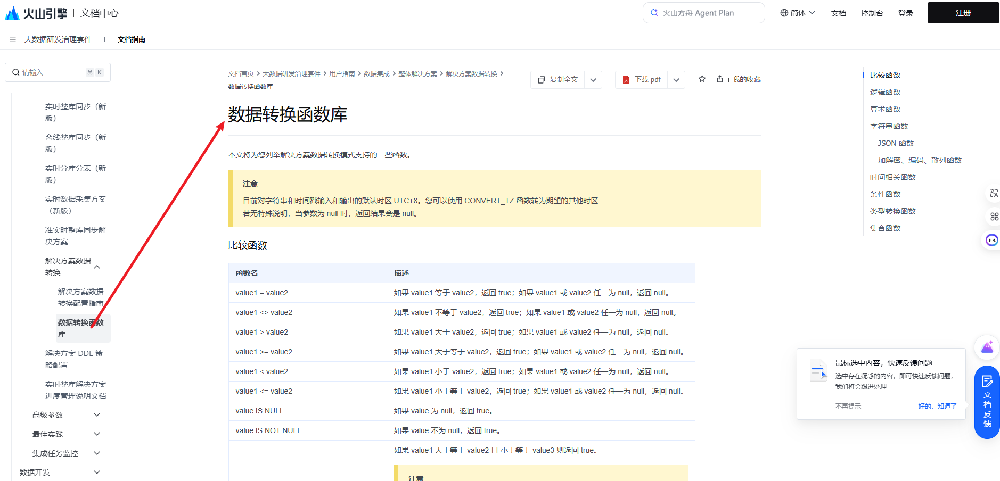 火山引擎 | 文档中心
火山方舟 Agent Plan
简体
文档
控制台
登录
注册
大数据研发治理套件
文档指南
请输入 ⌘ K
实时整库同步（新
版）
离线整库同步（新
版）
实时分库分表（新
版）
实时数据采集方案
（新版）
准实时整库同步解
决方案
解决方案数据
转换
解决方案数据
转换配置指南
数据转换函数
库
解决方案 DDL 策
略配置
实时整库解决方案
进度管理说明文档
高级参数
最佳实践
集成任务监控
数据开发
文档首页 > 大数据研发治理套件 > 用户指南 > 数据集成 > 整体解决方案 > 解决方案数据转换 >
数据转换函数库
复制全文
下载 pdf
我的收藏
数据转换函数库
本文将为您列举解决方案数据转换模式支持的一些函数。
注意
目前对字符串和时间戳输入和输出的默认时区 UTC+8。您可以使用 CONVERT_TZ 函数转为期望的其他时区
若无特殊说明，当参数为 null 时，返回结果会是 null。
比较函数
函数名 描述
value1 = value2 如果 value1 等于 value2，返回 true；如果 value1 或 value2 任一为 null，返回 null。
value1 <> value2 如果 value1 不等于 value2，返回 true；如果 value1 或 value2 任一为 null，返回 null。
value1 > value2 如果 value1 大于 value2，返回 true；如果 value1 或 value2 任一为 null，返回 null。
value1 >= value2 如果 value1 大于等于 value2，返回 true；如果 value1 或 value2 任一为 null，返回 null。
value1 < value2 如果 value1 小于 value2，返回 true；如果 value1 或 value2 任一为 null，返回 null。
value1 <= value2 如果 value1 小于等于 value2，返回 true；如果 value1 或 value2 任一为 null，返回 null。
value IS NULL 如果 value 为 null，返回 true。
value IS NOT NULL 如果 value 不为 null，返回 true。
如果 value1 大于等于 value2 且 小于等于 value3 则返回 true。
注意
比较函数
逻辑函数
算术函数
字符串函数
JSON 函数
加解密、编码、散列函数
时间相关函数
条件函数
类型转换函数
集合函数
鼠标选中内容，快速反馈问题
选中存在疑惑的内容，即可快速反馈问题，
我们将会跟进处理
不再提示
好的，知道了
文档反馈